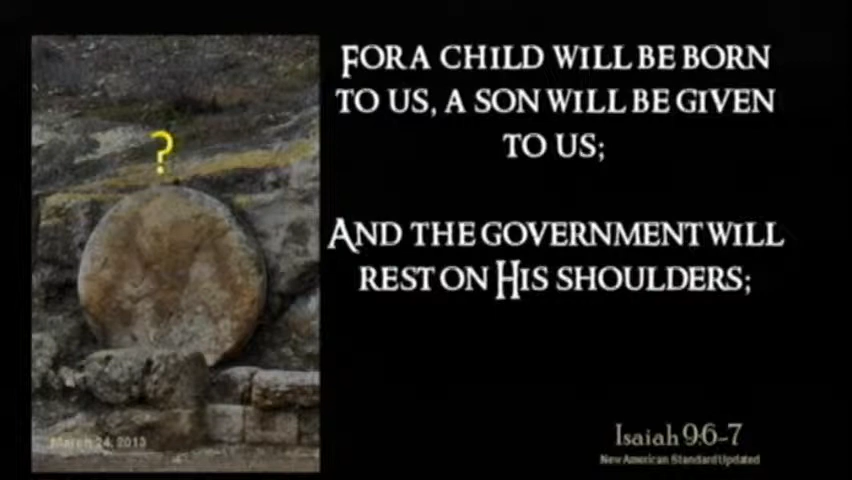 ?
FOR A CHILD WILL BE BORN
TO US, A SON WILL BE GIVEN
TO US;
AND THE GOVERNMENT WILL
REST ON HIS SHOULDERS;
March 24, 2013
Isaiah 9:6-7
New American Standard Updated